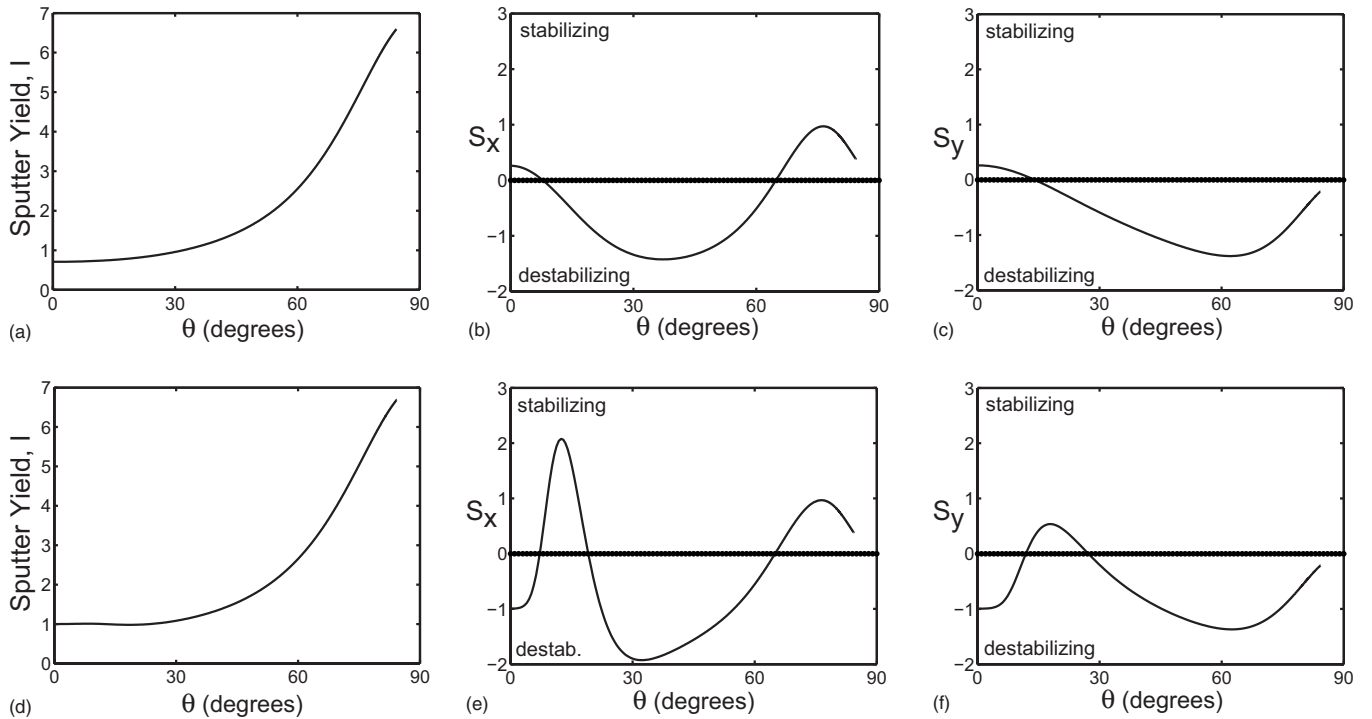 7
6
5
4
3
2
1
0
Sputter Yield, I
0 30 60 90
(a) θ (degrees)
3
2
1
0
−1
−2
Sx
stabilizing
destabilizing
0 30 60 90
(b) θ (degrees)
3
2
1
0
−1
−2
Sy
stabilizing
destabilizing
0 30 60 90
(c) θ (degrees)
7
6
5
4
3
2
1
0
Sputter Yield, I
0 30 60 90
(d) θ (degrees)
3
2
1
0
−1
−2
Sx
stabilizing
destab.
0 30 60 90
(e) θ (degrees)
3
2
1
0
−1
−2
Sy
stabilizing
destabilizing
0 30 60 90
(f) θ (degrees)